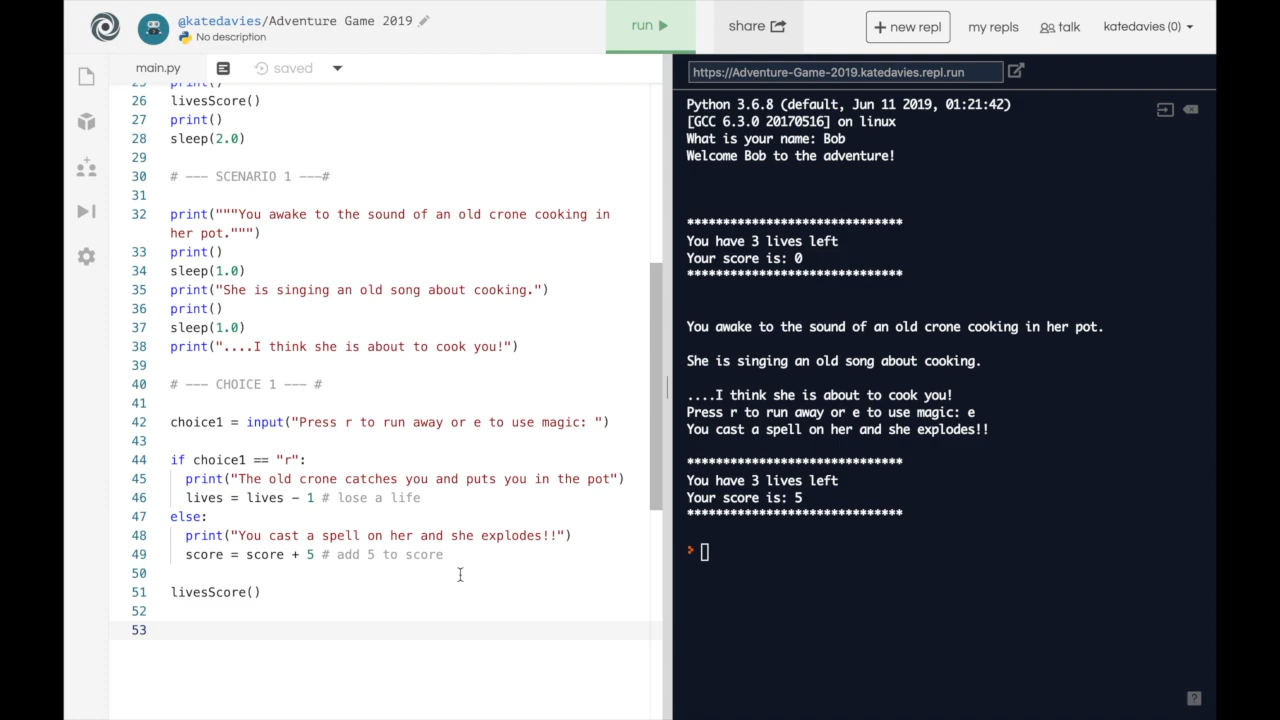 @katedavies/Adventure Game 2019
No description
run
share
+ new repl
my repls
talk
katedavies (0)
main.py
saved
https://Adventure-Game-2019.katedavies.repl.run
25 print()
26 livesScore()
27 print()
28 sleep(2.0)
29
30 # --- SCENARIO 1 ---#
31
32 print("""You awake to the sound of an old crone cooking in
her pot.""")
33 print()
34 sleep(1.0)
35 print("She is singing an old song about cooking.")
36 print()
37 sleep(1.0)
38 print("....I think she is about to cook you!")
39
40 # --- CHOICE 1 --- #
41
42 choice1 = input("Press r to run away or e to use magic: ")
43
44 if choice1 == "r":
45 print("The old crone catches you and puts you in the pot")
46 lives = lives - 1 # lose a life
47 else:
48 print("You cast a spell on her and she explodes!!")
49 score = score + 5 # add 5 to score
50
51 livesScore()
52
53
Python 3.6.8 (default, Jun 11 2019, 01:21:42)
[GCC 6.3.0 20170516] on linux
What is your name: Bob
Welcome Bob to the adventure!
******************************
You have 3 lives left
Your score is: 0
******************************
You awake to the sound of an old crone cooking in her pot.
She is singing an old song about cooking.
....I think she is about to cook you!
Press r to run away or e to use magic: e
You cast a spell on her and she explodes!!
******************************
You have 3 lives left
Your score is: 5
******************************
?